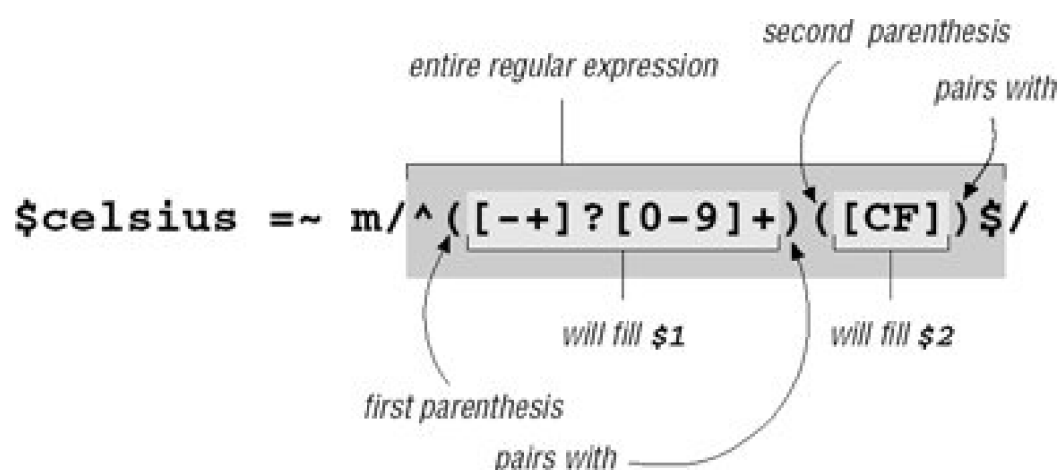 second parenthesis
entire regular expression
pairs with
$celsius =~ m/^([-+]?[0-9]+)([CF])$/
will fill $1
will fill $2
first parenthesis
pairs with